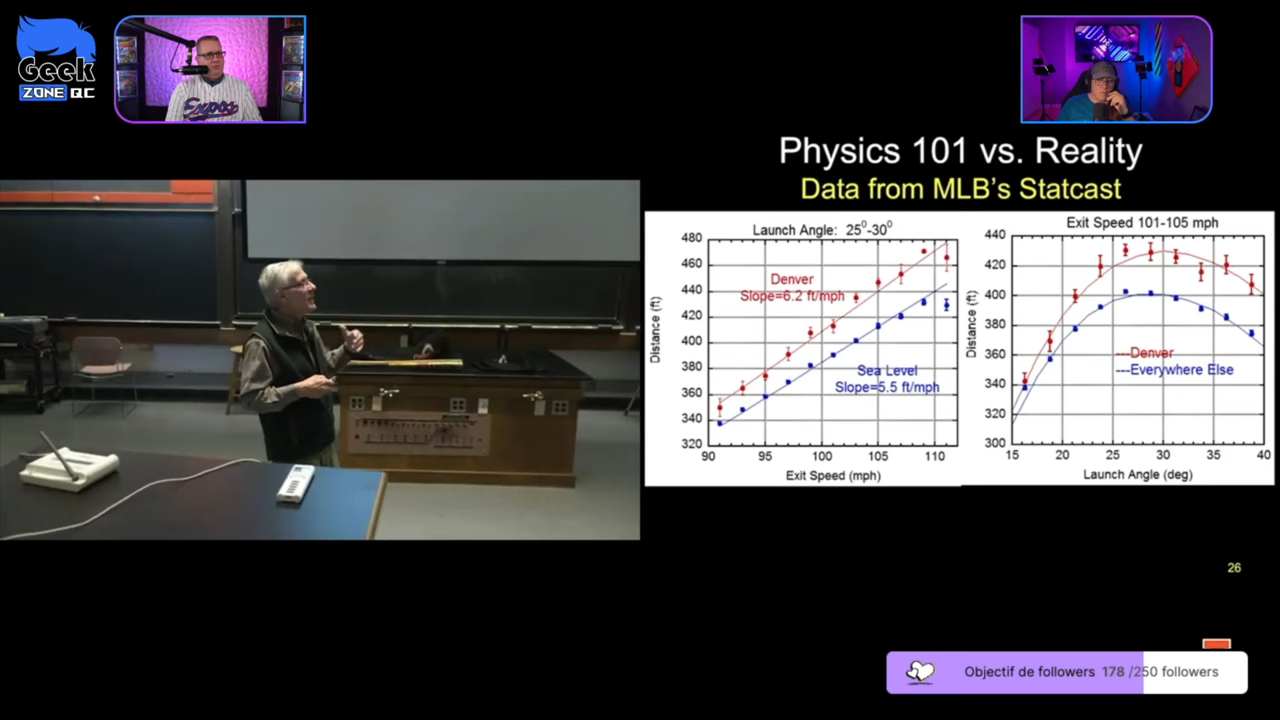 Geek
ZONE QC
Expos
Physics 101 vs. Reality
Data from MLB's Statcast
Launch Angle: 25⁰-30⁰
480
460
440
420
400
380
360
340
320
90
95
100
105
110
Distance (ft)
Exit Speed (mph)
Denver
Slope=6.2 ft/mph
Sea Level
Slope=5.5 ft/mph
Exit Speed 101-105 mph
440
420
400
380
360
340
320
300
15
20
25
30
35
40
Distance (ft)
Launch Angle (deg)
---Denver
---Everywhere Else
26
Objectif de followers 178 /250 followers